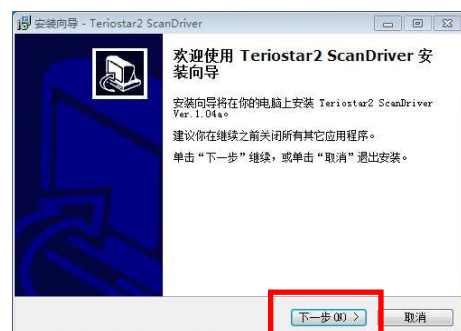 安装向导 - Teriostar2 ScanDriver
欢迎使用 Teriostar2 ScanDriver 安
装向导
安装向导将在你的电脑上安装 Teriostar2 ScanDriver
Ver.1.04a。
建议你在继续之前关闭所有其它应用程序。
单击“下一步”继续，或单击“取消”退出安装。
下一步(N) >
取消